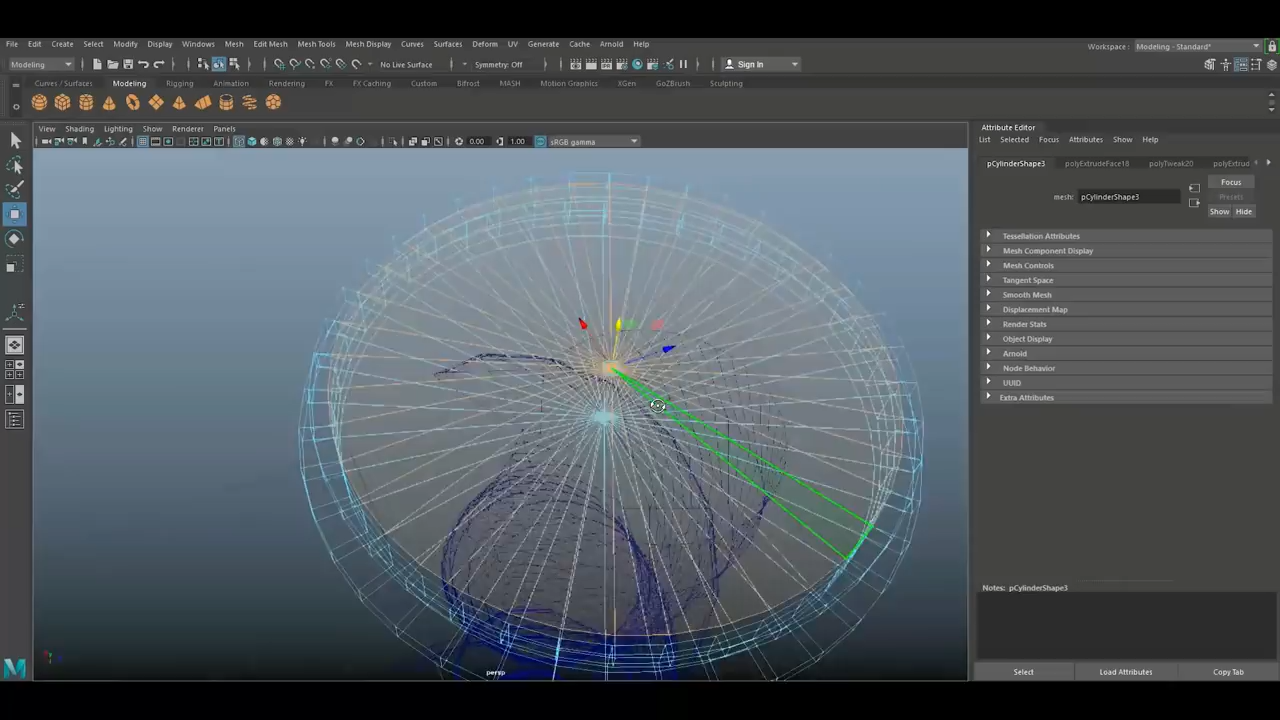 File Edit Create Select Modify Display Windows Mesh Edit Mesh Mesh Tools Mesh Display Curves Surfaces Deform UV Generate Cache Arnold Help
Workspace : Modeling - Standard*
Modeling No Live Surface Symmetry: Off Sign In
Curves / Surfaces Modeling Rigging Animation Rendering FX FX Caching Custom Bifrost MASH Motion Graphics XGen GoZBrush Sculpting
View Shading Lighting Show Renderer Panels
0.00 1.00 sRGB gamma
persp
Attribute Editor
List Selected Focus Attributes Show Help
pCylinderShape3 polyExtrudeFace18 polyTweak20 polyExtrud
Focus
mesh: pCylinderShape3 Presets
Show Hide
Tessellation Attributes
Mesh Component Display
Mesh Controls
Tangent Space
Smooth Mesh
Displacement Map
Render Stats
Object Display
Arnold
Node Behavior
UUID
Extra Attributes
Notes: pCylinderShape3
Select Load Attributes Copy Tab